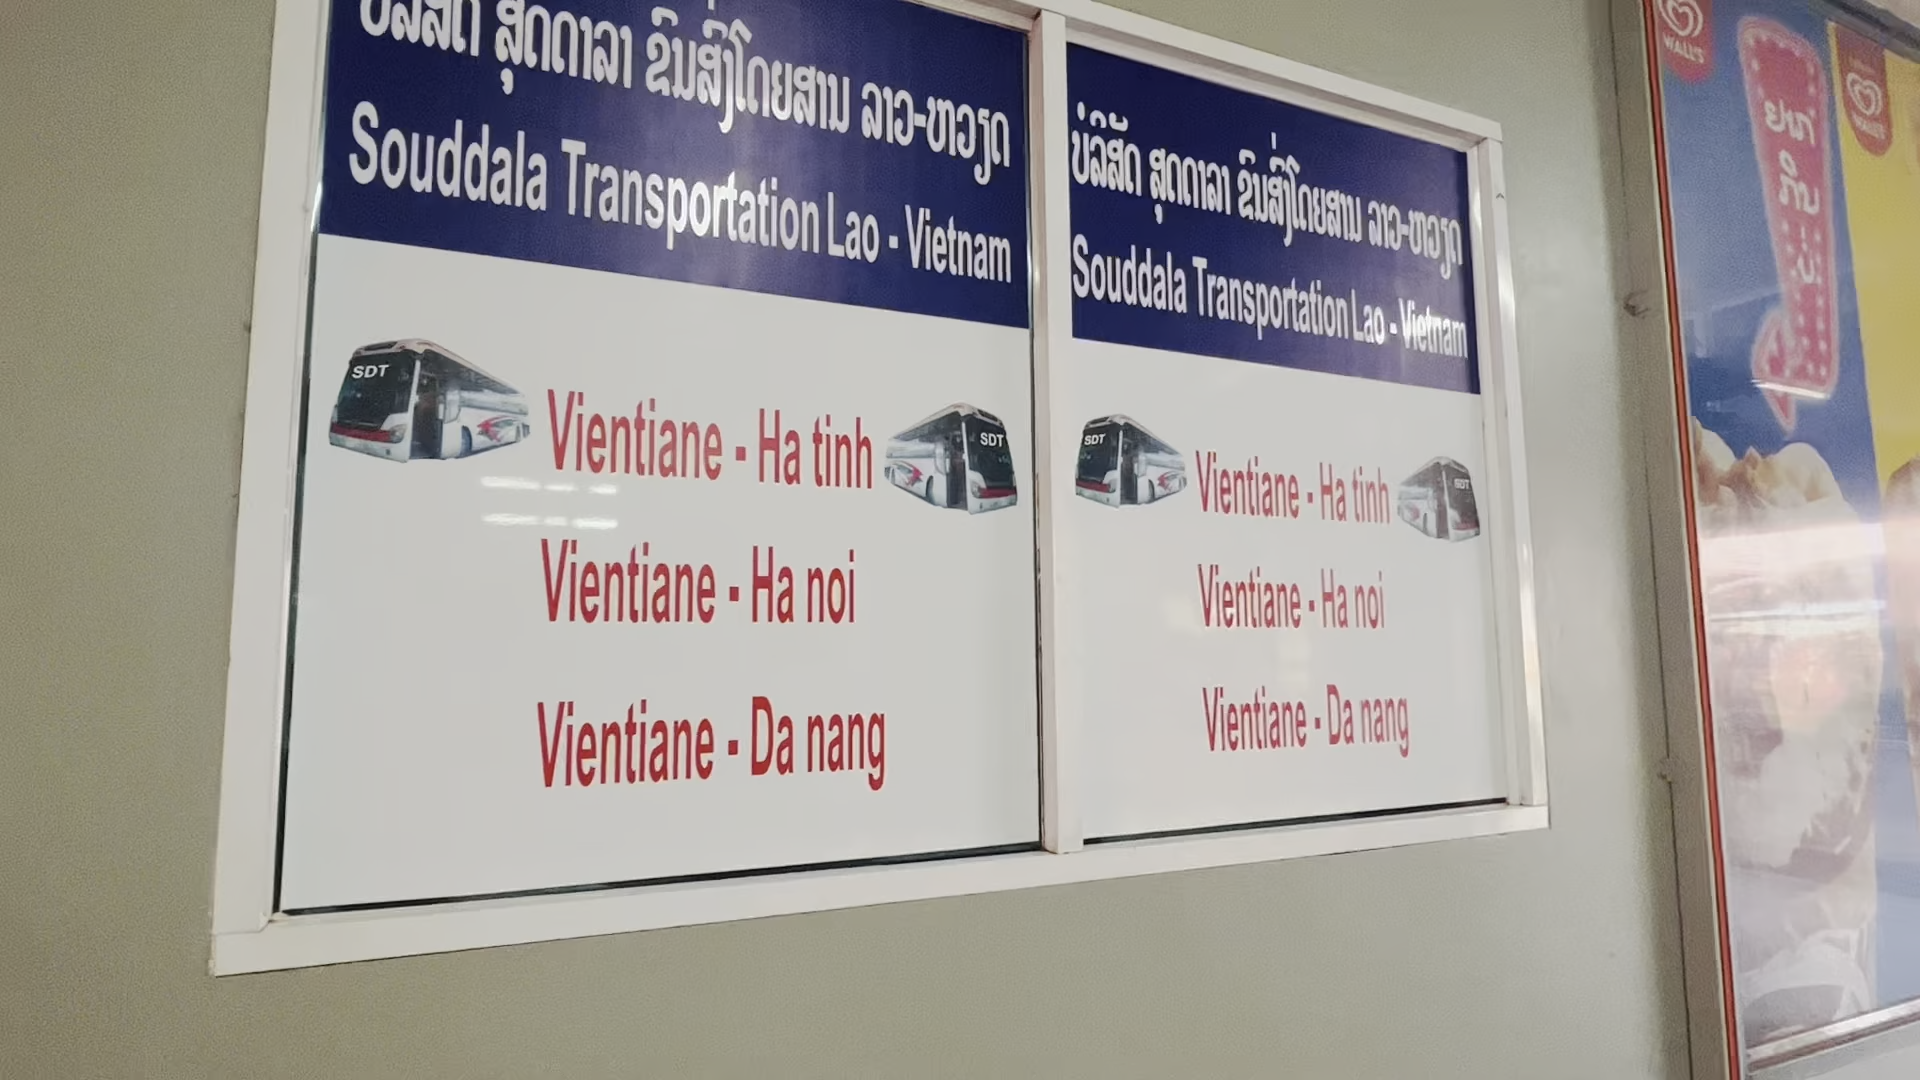 ບໍລິສັດ ສຸດດາລາ ຂົນສົ່ງໂດຍສານ ລາວ-ຫວຽດ
Souddala Transportation Lao - Vietnam
SDT
Vientiane - Ha tinh
SDT
Vientiane - Ha noi
Vientiane - Da nang
ບໍລິສັດ ສຸດດາລາ ຂົນສົ່ງໂດຍສານ ລາວ-ຫວຽດ
Souddala Transportation Lao - Vietnam
SDT
Vientiane - Ha tinh
SDT
Vientiane - Ha noi
Vientiane - Da nang
WALL'S
WALL'S